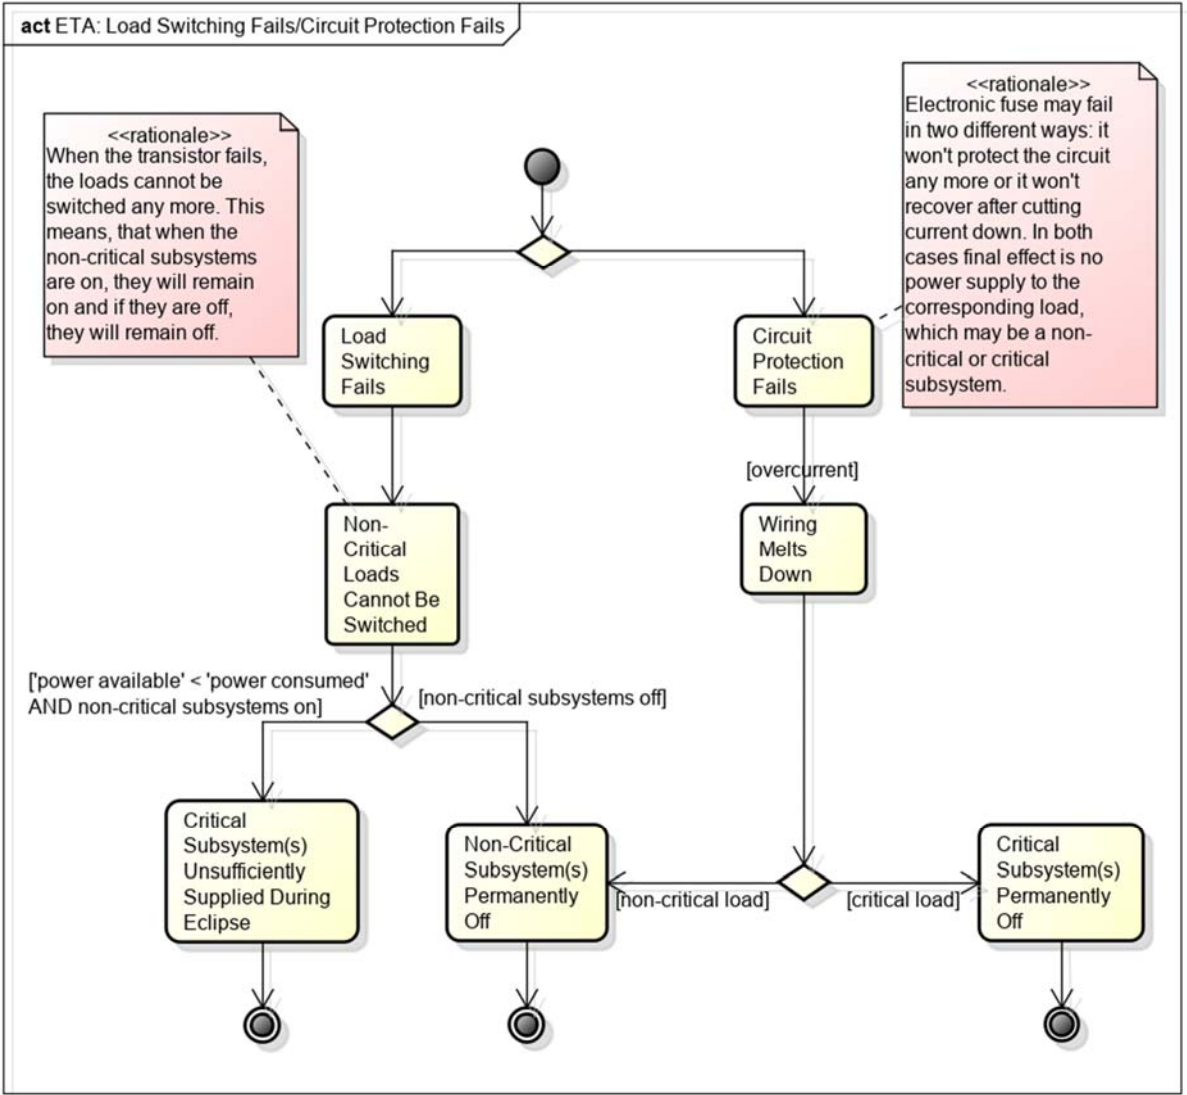 act ETA: Load Switching Fails/Circuit Protection Fails
<<rationale>>
When the transistor fails,
the loads cannot be
switched any more. This
means, that when the
non-critical subsystems
are on, they will remain
on and if they are off,
they will remain off.
<<rationale>>
Electronic fuse may fail
in two different ways: it
won't protect the circuit
any more or it won't
recover after cutting
current down. In both
cases final effect is no
power supply to the
corresponding load,
which may be a non-
critical or critical
subsystem.
Load
Switching
Fails
Circuit
Protection
Fails
[overcurrent]
Non-
Critical
Loads
Cannot Be
Switched
Wiring
Melts
Down
['power available' < 'power consumed'
AND non-critical subsystems on]
[non-critical subsystems off]
Critical
Subsystem(s)
Unsufficiently
Supplied During
Eclipse
Non-Critical
Subsystem(s)
Permanently
Off
[non-critical load]
[critical load]
Critical
Subsystem(s)
Permanently
Off